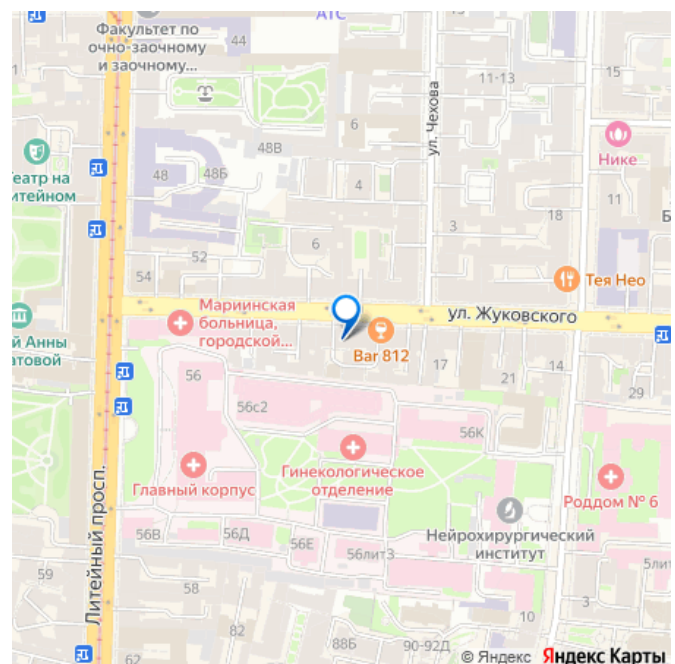 АТС
Факультет по
очно-заочному
и заочному...
44
11-13
15
ул. Чехова
6
Нике
48В
48
48Б
Театр на
Литейном
4
11
3
18
6
52
54
Тея Нео
Мариинская
больница,
городской...
ул. Жуковского
й Анны
атовой
Bar 812
17
21
14
29
56
56с2
56К
Гинекологическое
отделение
Главный корпус
Роддом № 6
Литейный просп.
Нейрохирургический
институт
56В
56Д
56Е
56лит3
5лит
59
58
3
10
82
88Б
90-92Д
62
© Яндекс Яндекс Карты